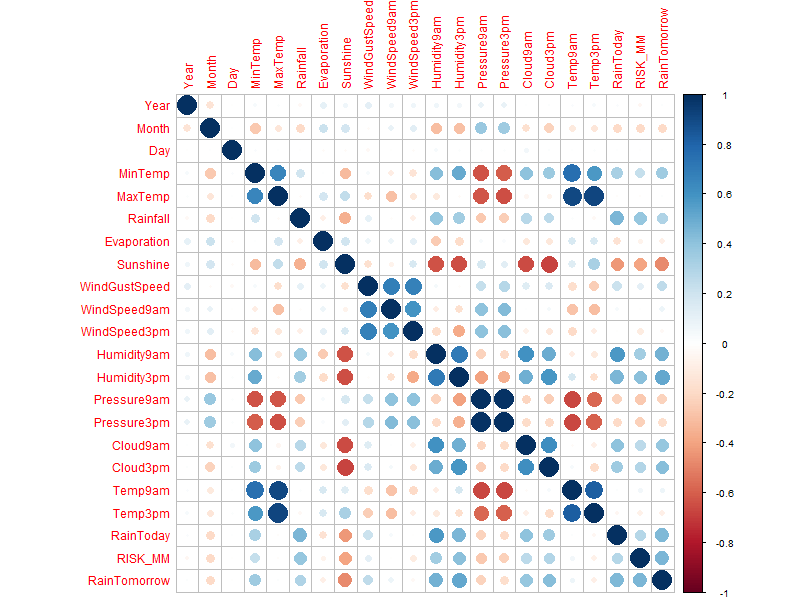 Year
Month
Day
MinTemp
MaxTemp
Rainfall
Evaporation
Sunshine
WindGustSpeed
WindSpeed9am
WindSpeed3pm
Humidity9am
Humidity3pm
Pressure9am
Pressure3pm
Cloud9am
Cloud3pm
Temp9am
Temp3pm
RainToday
RISK_MM
RainTomorrow
Year
Month
Day
MinTemp
MaxTemp
Rainfall
Evaporation
Sunshine
WindGustSpeed
WindSpeed9am
WindSpeed3pm
Humidity9am
Humidity3pm
Pressure9am
Pressure3pm
Cloud9am
Cloud3pm
Temp9am
Temp3pm
RainToday
RISK_MM
RainTomorrow
1
0.8
0.6
0.4
0.2
0
-0.2
-0.4
-0.6
-0.8
-1